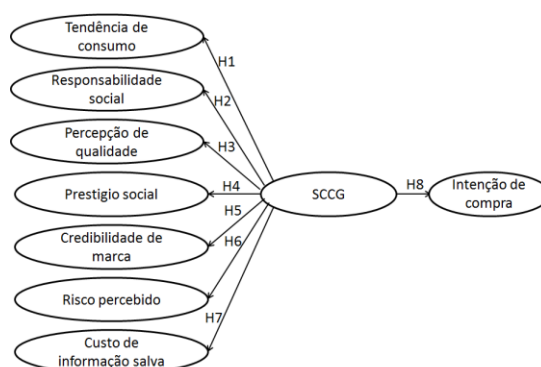 Tendência de
consumo
H1
Responsabilidade
social
H2
Percepção de
qualidade
H3
Prestigio social
H4
SCCG
H8
Intenção de
compra
H5
Credibilidade de
marca
H6
Risco percebido
H7
Custo de
informação salva